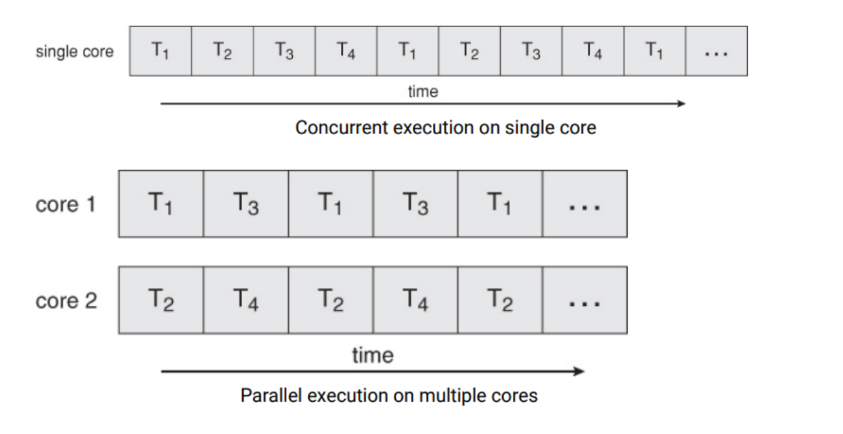 single core T₁ T₂ T₃ T₄ T₁ T₂ T₃ T₄ T₁ ...
time
Concurrent execution on single core
core 1 T₁ T₃ T₁ T₃ T₁ ...
core 2 T₂ T₄ T₂ T₄ T₂ ...
time
Parallel execution on multiple cores